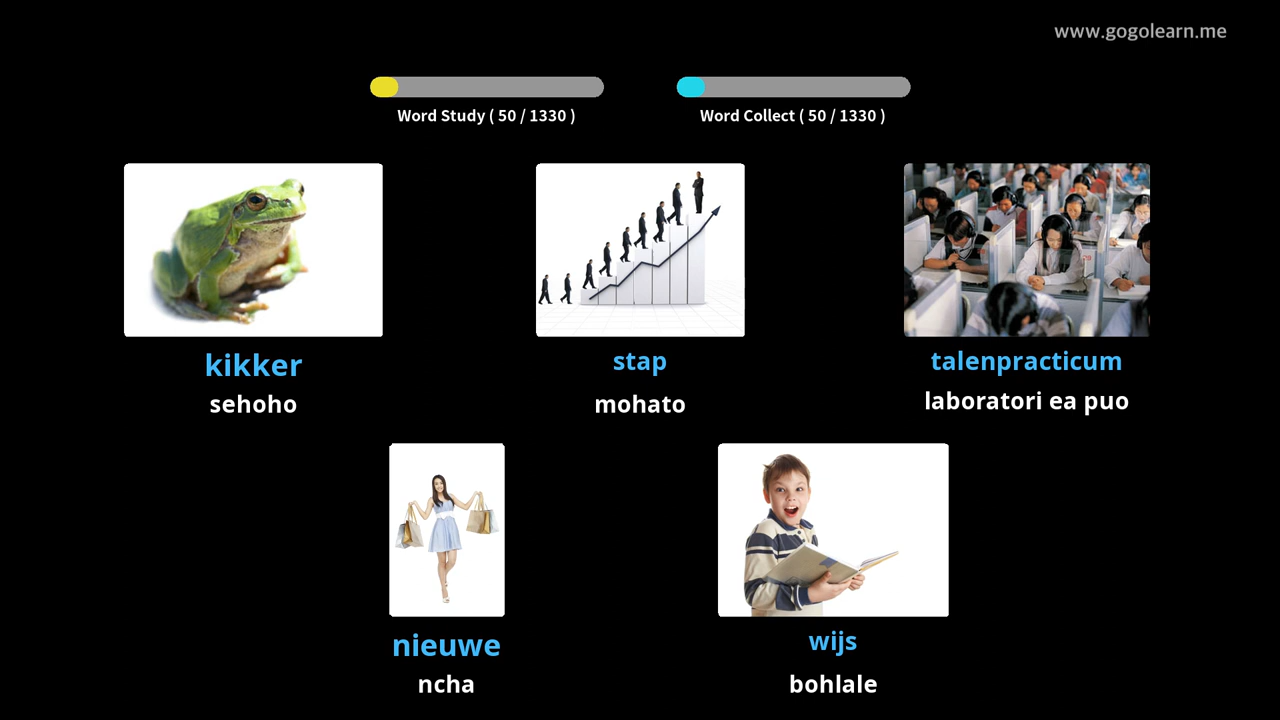 www.gogolearn.me
Word Study ( 50 / 1330 )
Word Collect ( 50 / 1330 )
kikker
sehoho
stap
mohato
talenpracticum
laboratori ea puo
nieuwe
ncha
wijs
bohlale